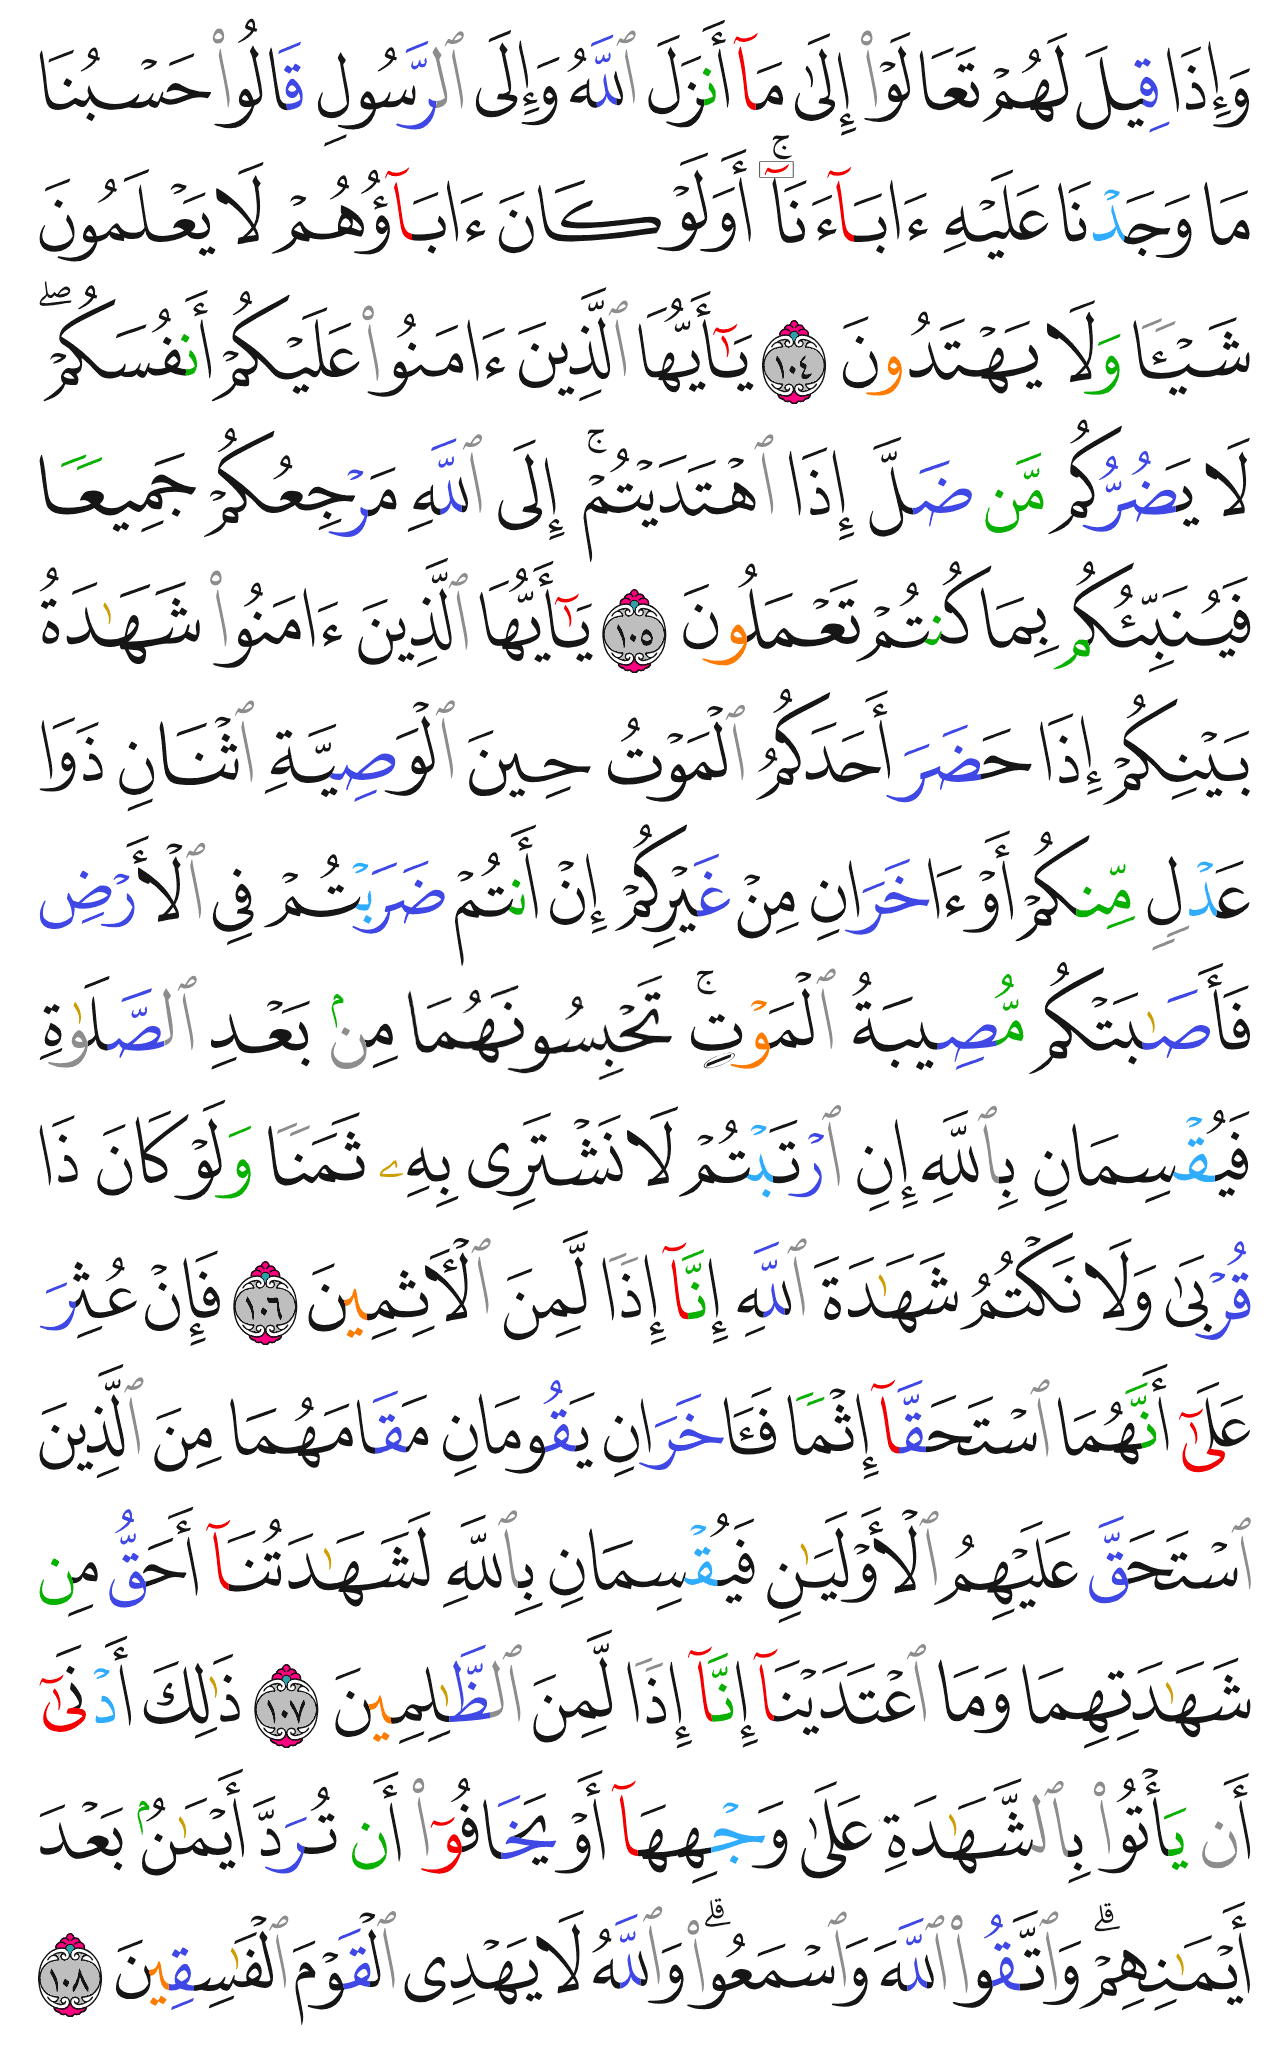 وَإِذَا قِيلَ لَهُمۡ تَعَالَوۡاْ إِلَىٰ مَآ أَنزَلَ ٱللَّهُ وَإِلَى ٱلرَّسُولِ قَالُواْ حَسۡبُنَا
مَا وَجَدۡنَا عَلَيۡهِ ءَابَآءَنَآۚ أَوَلَوۡ كَانَ ءَابَآؤُهُمۡ لَا يَعۡلَمُونَ
شَيۡـٔٗا وَلَا يَهۡتَدُونَ ١٠٤ يَـٰٓأَيُّهَا ٱلَّذِينَ ءَامَنُواْ عَلَيۡكُمۡ أَنفُسَكُمۡۖ
لَا يَضُرُّكُم مَّن ضَلَّ إِذَا ٱهۡتَدَيۡتُمۡۚ إِلَى ٱللَّهِ مَرۡجِعُكُمۡ جَمِيعٗا
فَيُنَبِّئُكُم بِمَا كُنتُمۡ تَعۡمَلُونَ ١٠٥ يَـٰٓأَيُّهَا ٱلَّذِينَ ءَامَنُواْ شَهَـٰدَةُ
بَيۡنِكُمۡ إِذَا حَضَرَ أَحَدَكُمُ ٱلۡمَوۡتُ حِينَ ٱلۡوَصِيَّةِ ٱثۡنَانِ ذَوَا
عَدۡلٖ مِّنكُمۡ أَوۡ ءَاخَرَانِ مِنۡ غَيۡرِكُمۡ إِنۡ أَنتُمۡ ضَرَبۡتُمۡ فِي ٱلۡأَرۡضِ
فَأَصَٰبَتۡكُم مُّصِيبَةُ ٱلۡمَوۡتِۚ تَحۡبِسُونَهُمَا مِنۢ بَعۡدِ ٱلصَّلَوٰةِ
فَيُقۡسِمَانِ بِٱللَّهِ إِنِ ٱرۡتَبۡتُمۡ لَا نَشۡتَرِي بِهِۦ ثَمَنٗا وَلَوۡ كَانَ ذَا
قُرۡبَىٰ وَلَا نَكۡتُمُ شَهَـٰدَةَ ٱللَّهِ إِنَّآ إِذٗا لَّمِنَ ٱلۡأٓثِمِينَ ١٠٦ فَإِنۡ عُثِرَ
عَلَىٰٓ أَنَّهُمَا ٱسۡتَحَقَّآ إِثۡمٗا فَـَٔاخَرَانِ يَقُومَانِ مَقَامَهُمَا مِنَ ٱلَّذِينَ
ٱسۡتَحَقَّ عَلَيۡهِمُ ٱلۡأَوۡلَيَٰنِ فَيُقۡسِمَانِ بِٱللَّهِ لَشَهَـٰدَتُنَآ أَحَقُّ مِن
شَهَـٰدَتِهِمَا وَمَا ٱعۡتَدَيۡنَآ إِنَّآ إِذٗا لَّمِنَ ٱلظَّـٰلِمِينَ ١٠٧ ذَٰلِكَ أَدۡنَىٰٓ
أَن يَأۡتُواْ بِٱلشَّهَـٰدَةِ عَلَىٰ وَجۡهِهَآ أَوۡ يَخَافُوٓاْ أَن تُرَدَّ أَيۡمَٰنُۢ بَعۡدَ
أَيۡمَٰنِهِمۡۗ وَٱتَّقُواْ ٱللَّهَ وَٱسۡمَعُواْۗ وَٱللَّهُ لَا يَهۡدِي ٱلۡقَوۡمَ ٱلۡفَٰسِقِينَ ١٠٨